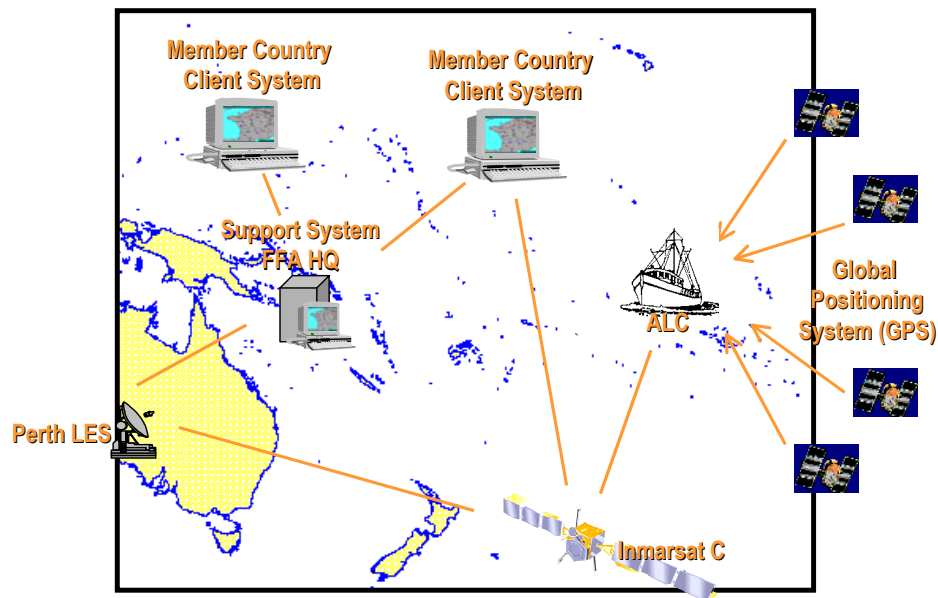 Member Country
Client System
Member Country
Client System
Support System
FFA HQ
Global
Positioning
System (GPS)
ALC
Perth LES
Inmarsat C